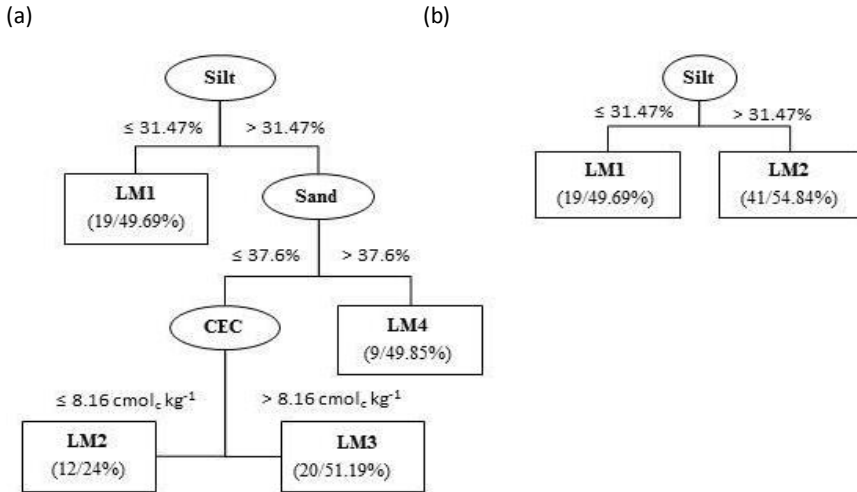 (a)
(b)
Silt
≤ 31.47% > 31.47%
LM1
(19/49.69%)
Sand
≤ 37.6% > 37.6%
CEC
LM4
(9/49.85%)
≤ 8.16 cmolc kg-1 > 8.16 cmolc kg-1
LM2
(12/24%)
LM3
(20/51.19%)
Silt
≤ 31.47% > 31.47%
LM1
(19/49.69%)
LM2
(41/54.84%)